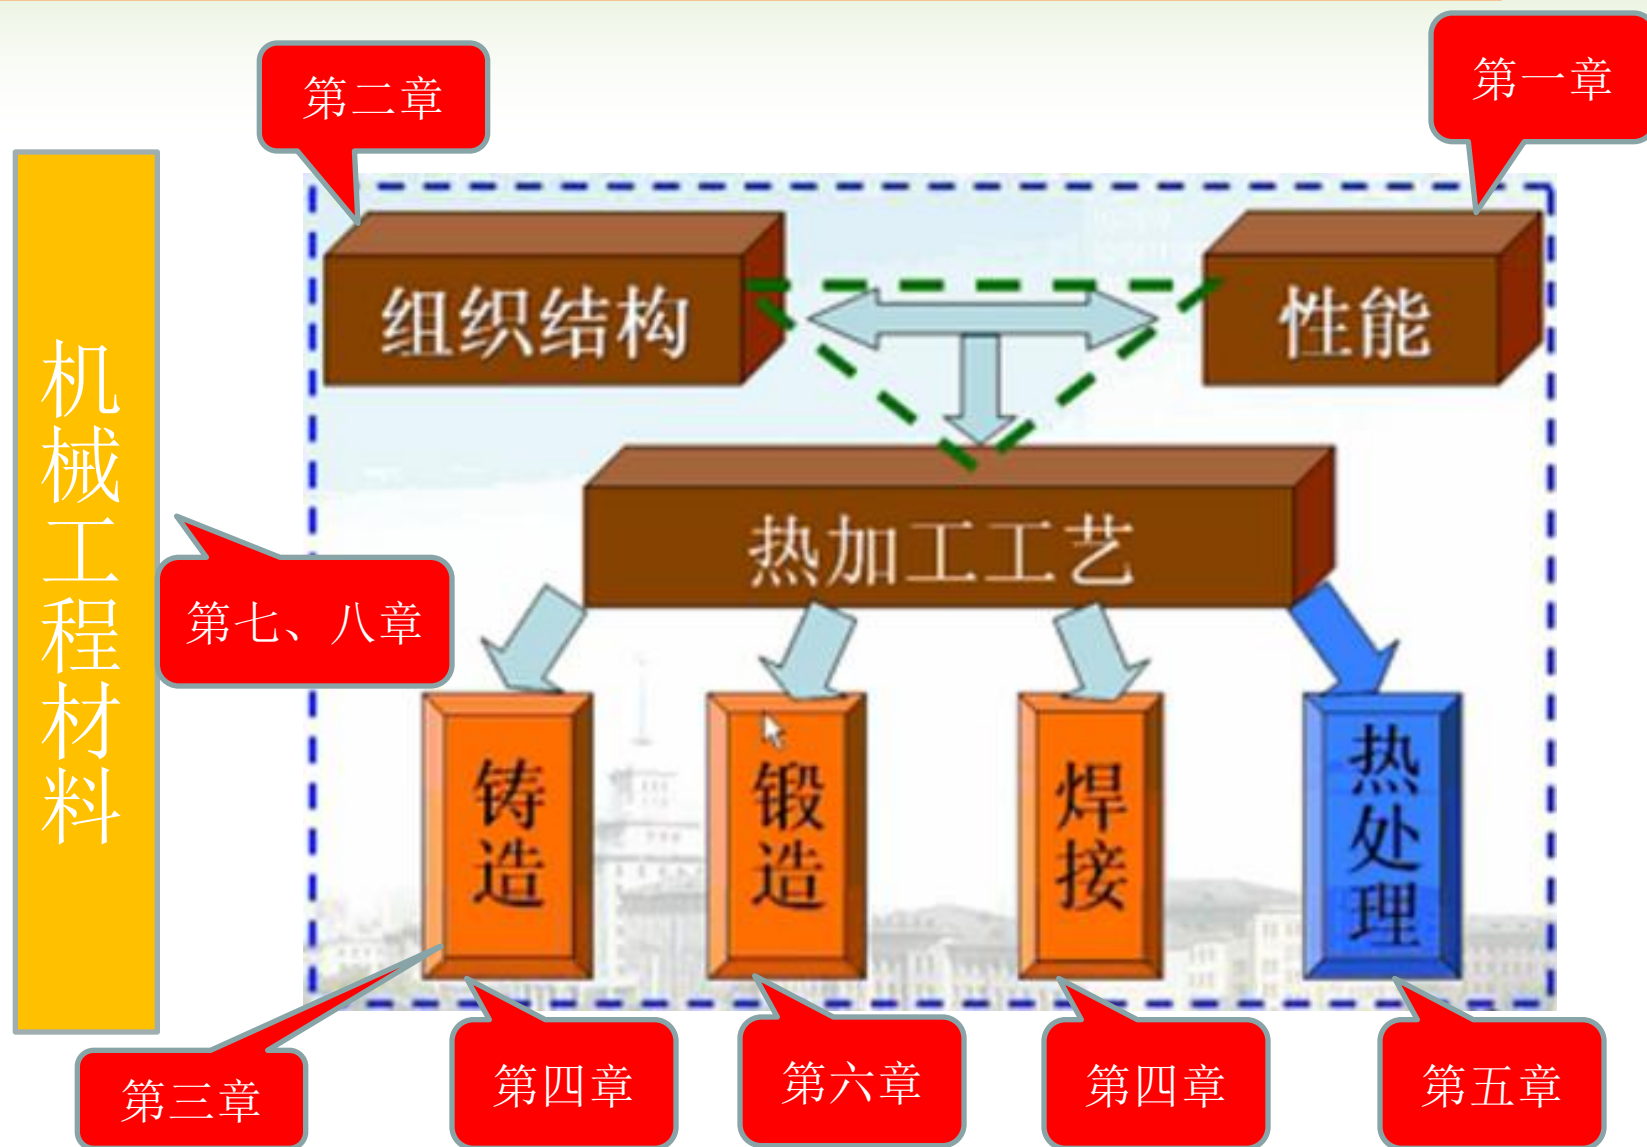 第二章
第一章
组织结构
性能
机械工程材料
热加工工艺
第七、八章
铸造
锻造
焊接
热处理
第三章
第四章
第六章
第四章
第五章